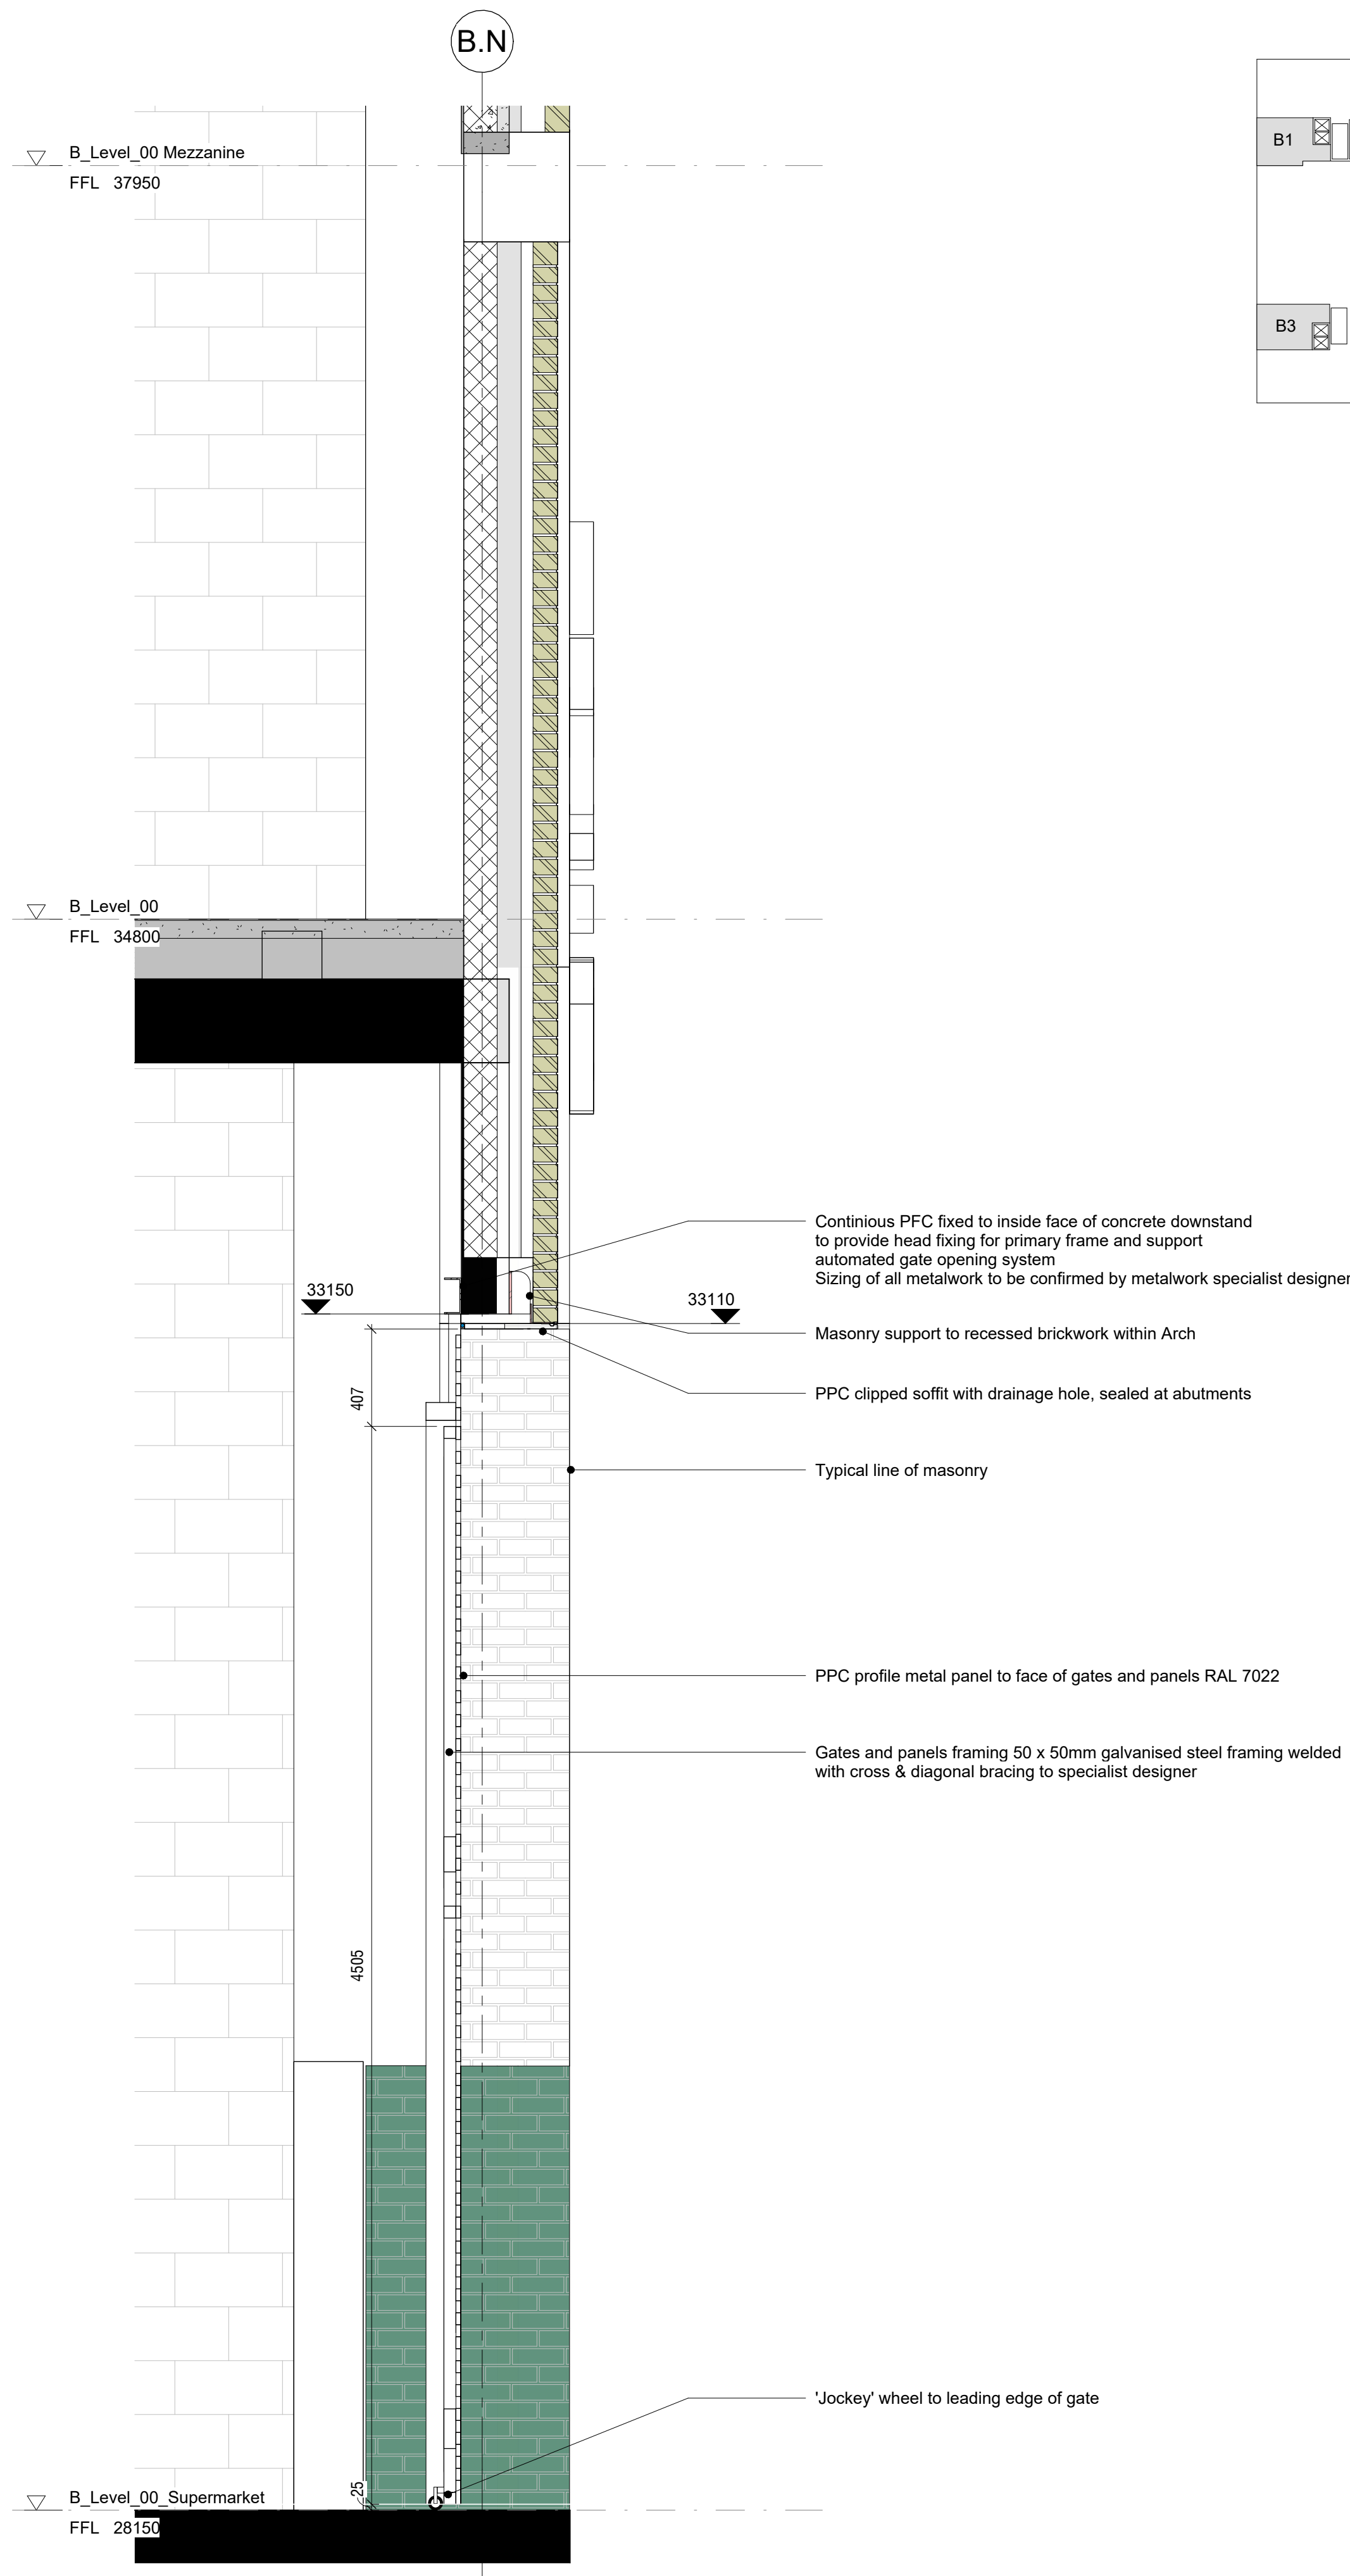 B.N
B_Level_00 Mezzanine
FFL 37950
B1
B3
B_Level_00
FFL 34800
Continious PFC fixed to inside face of concrete downstand
to provide head fixing for primary frame and support
automated gate opening system
Sizing of all metalwork to be confirmed by metalwork specialist designer
33150
33110
Masonry support to recessed brickwork within Arch
407
PPC clipped soffit with drainage hole, sealed at abutments
Typical line of masonry
PPC profile metal panel to face of gates and panels RAL 7022
Gates and panels framing 50 x 50mm galvanised steel framing welded
with cross & diagonal bracing to specialist designer
4505
'Jockey' wheel to leading edge of gate
25
B_Level_00_Supermarket
FFL 28150